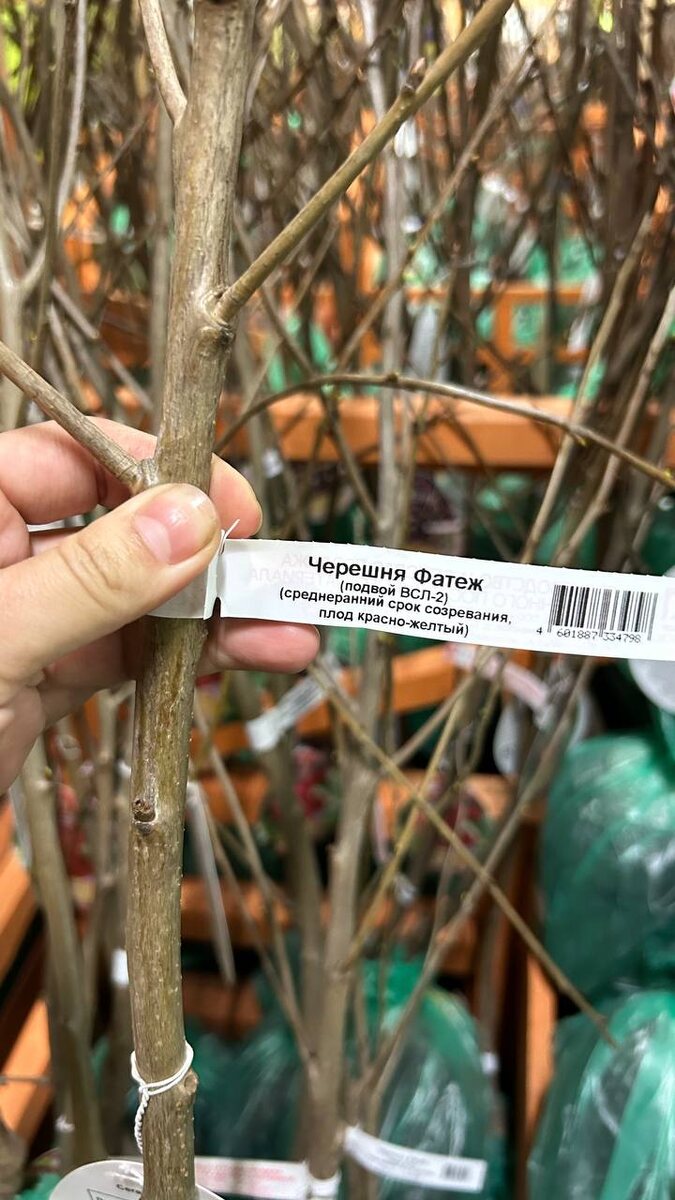 Черешня Фатеж
(подвой ВСЛ-2)
(среднеранний срок созревания,
плод красно-желтый)
4 601887 334798